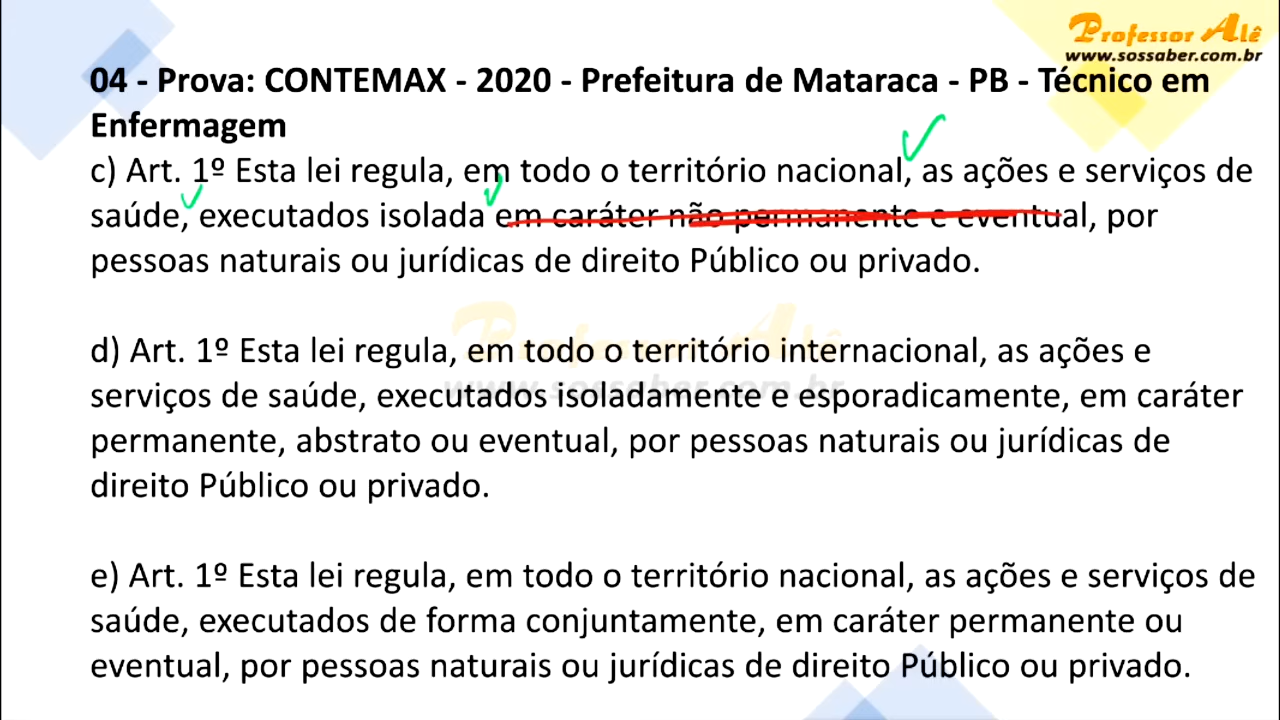 Professor Alê
www.sossaber.com.br
04 - Prova: CONTEMAX - 2020 - Prefeitura de Mataraca - PB - Técnico em
Enfermagem
c) Art. 1º Esta lei regula, em todo o território nacional, as ações e serviços de
saúde, executados isolada em caráter não permanente e eventual, por
pessoas naturais ou jurídicas de direito Público ou privado.
Professor Alê
www.sossaber.com.br
d) Art. 1º Esta lei regula, em todo o território internacional, as ações e
serviços de saúde, executados isoladamente e esporadicamente, em caráter
permanente, abstrato ou eventual, por pessoas naturais ou jurídicas de
direito Público ou privado.
e) Art. 1º Esta lei regula, em todo o território nacional, as ações e serviços de
saúde, executados de forma conjuntamente, em caráter permanente ou
eventual, por pessoas naturais ou jurídicas de direito Público ou privado.